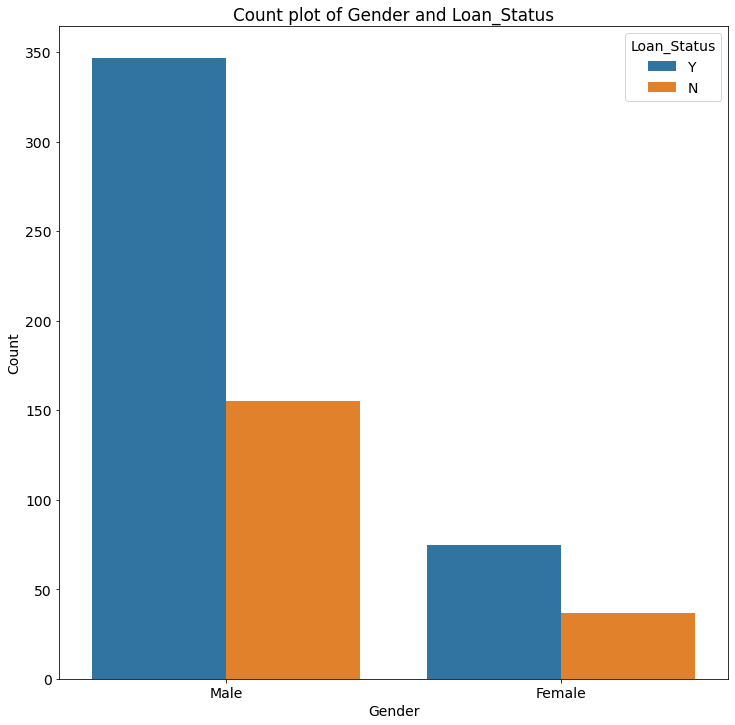 Count plot of Gender and Loan_Status
Loan_Status
Y
N
350
300
250
200
150
100
50
0
Count
Male
Female
Gender